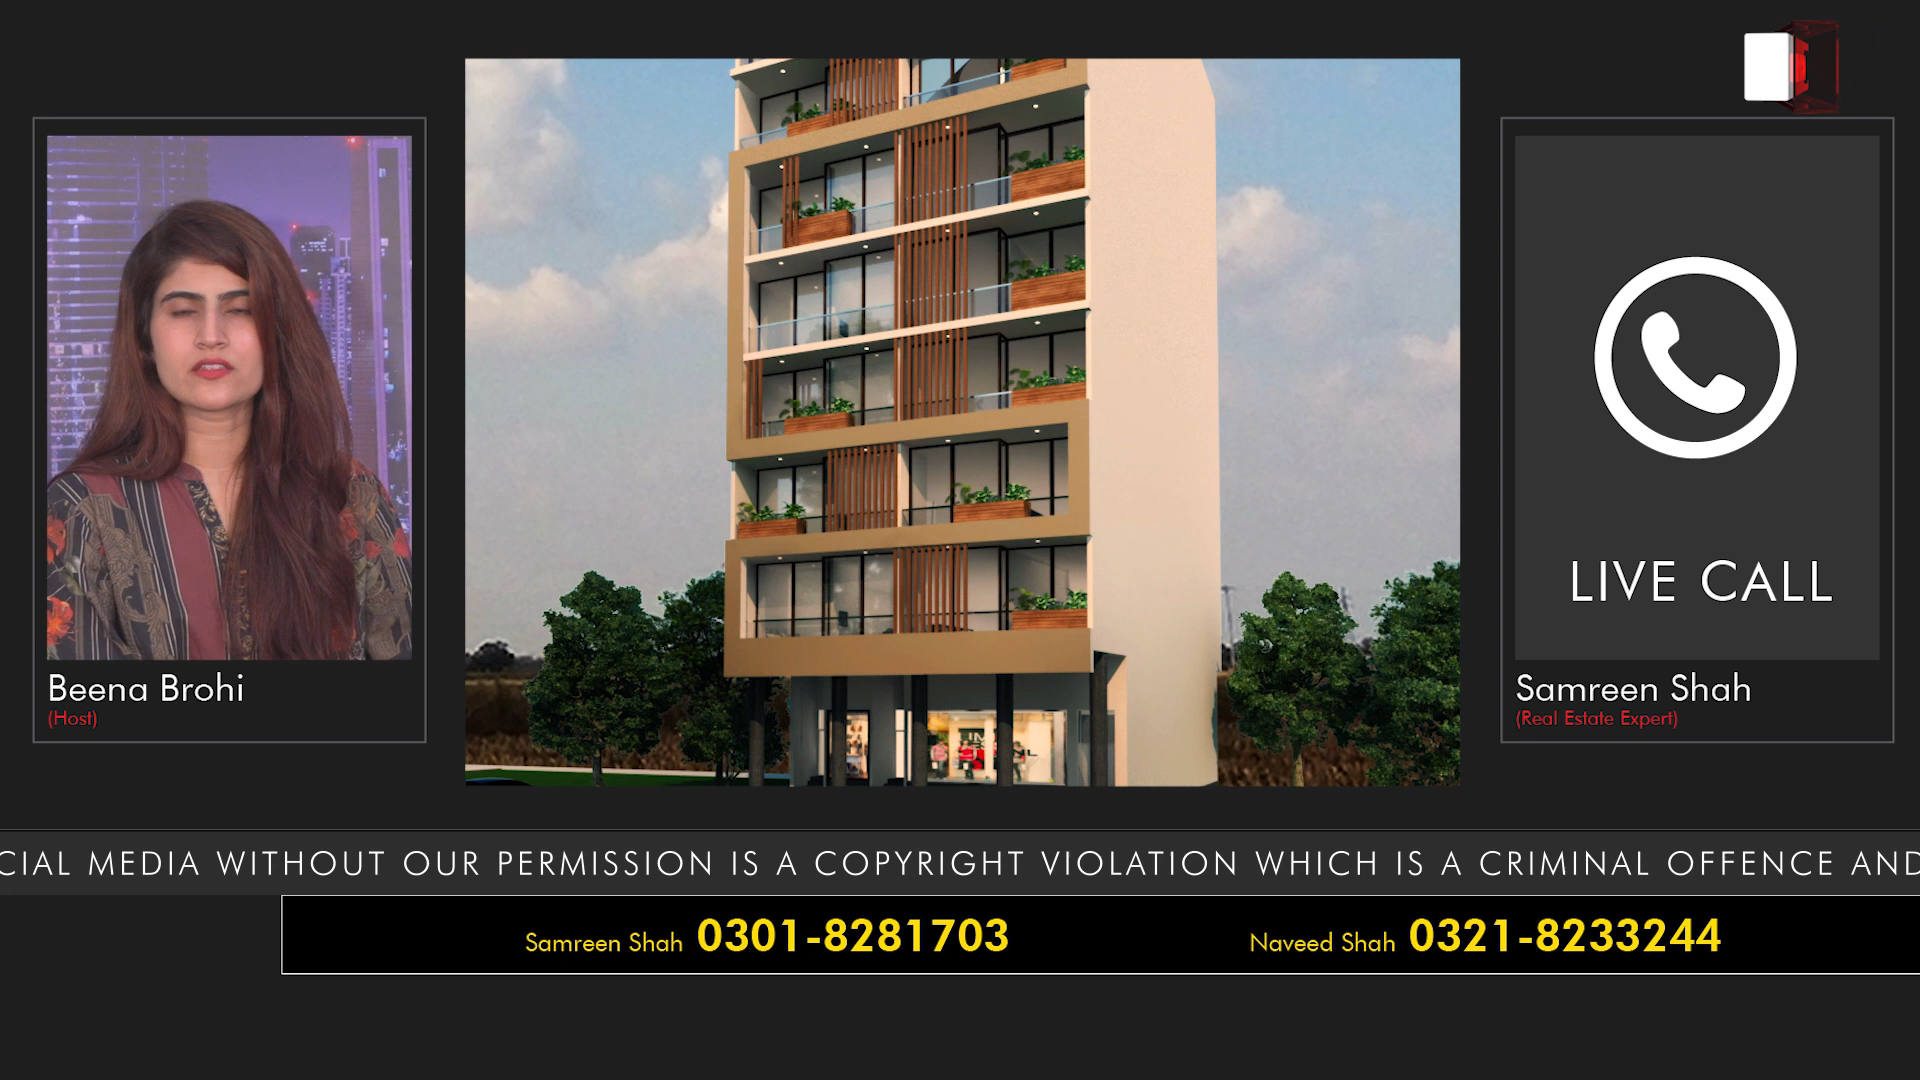 Beena Brohi
(Host)
LIVE CALL
Samreen Shah
(Real Estate Expert)
CIAL MEDIA WITHOUT OUR PERMISSION IS A COPYRIGHT VIOLATION WHICH IS A CRIMINAL OFFENCE AND
Samreen Shah 0301-8281703
Naveed Shah 0321-8233244